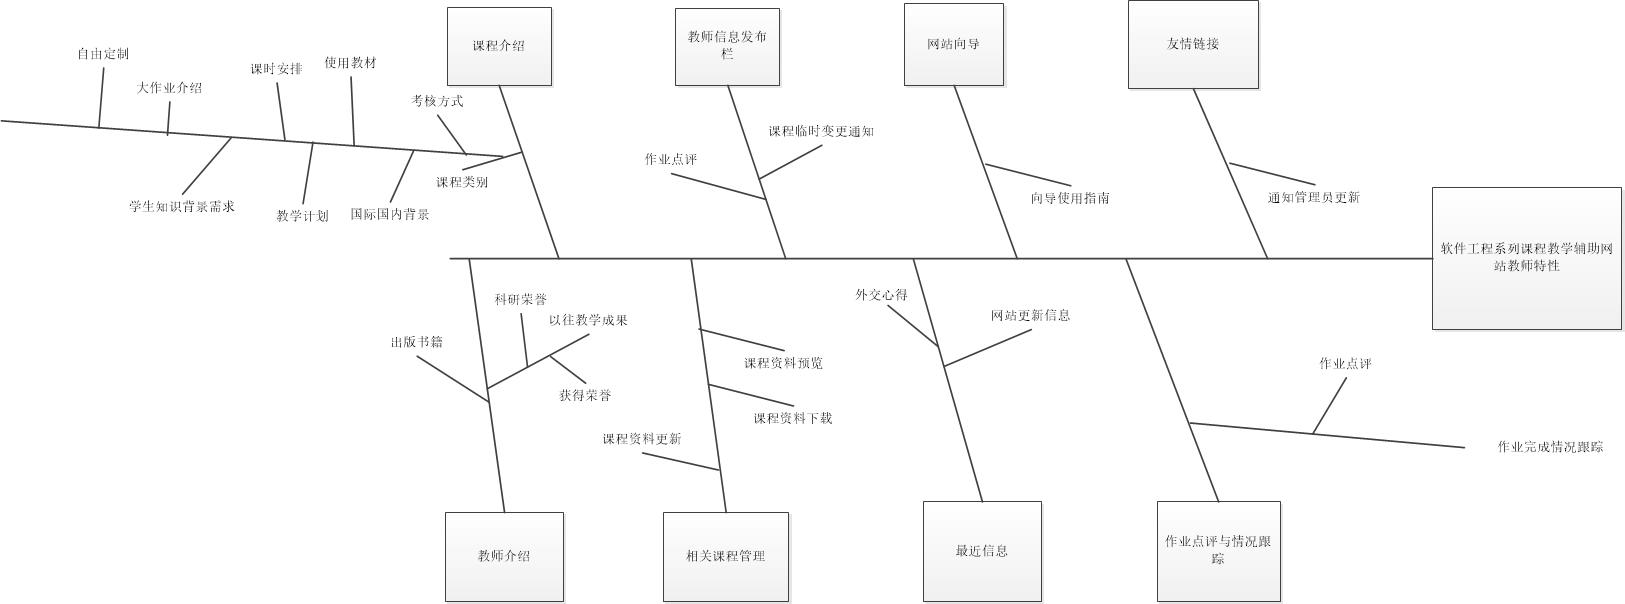 课程介绍
教师信息发布
栏
网站向导
友情链接
自由定制
大作业介绍
课时安排
使用教材
考核方式
课程类别
学生知识背景需求
教学计划
国际国内背景
课程临时变更通知
作业点评
向导使用指南
通知管理员更新
软件工程系列课程教学辅助网
站教师特性
科研荣誉
以往教学成果
出版书籍
获得荣誉
课程资料预览
课程资料下载
课程资料更新
外交心得
网站更新信息
作业点评
作业完成情况跟踪
教师介绍
相关课程管理
最近信息
作业点评与情况跟
踪